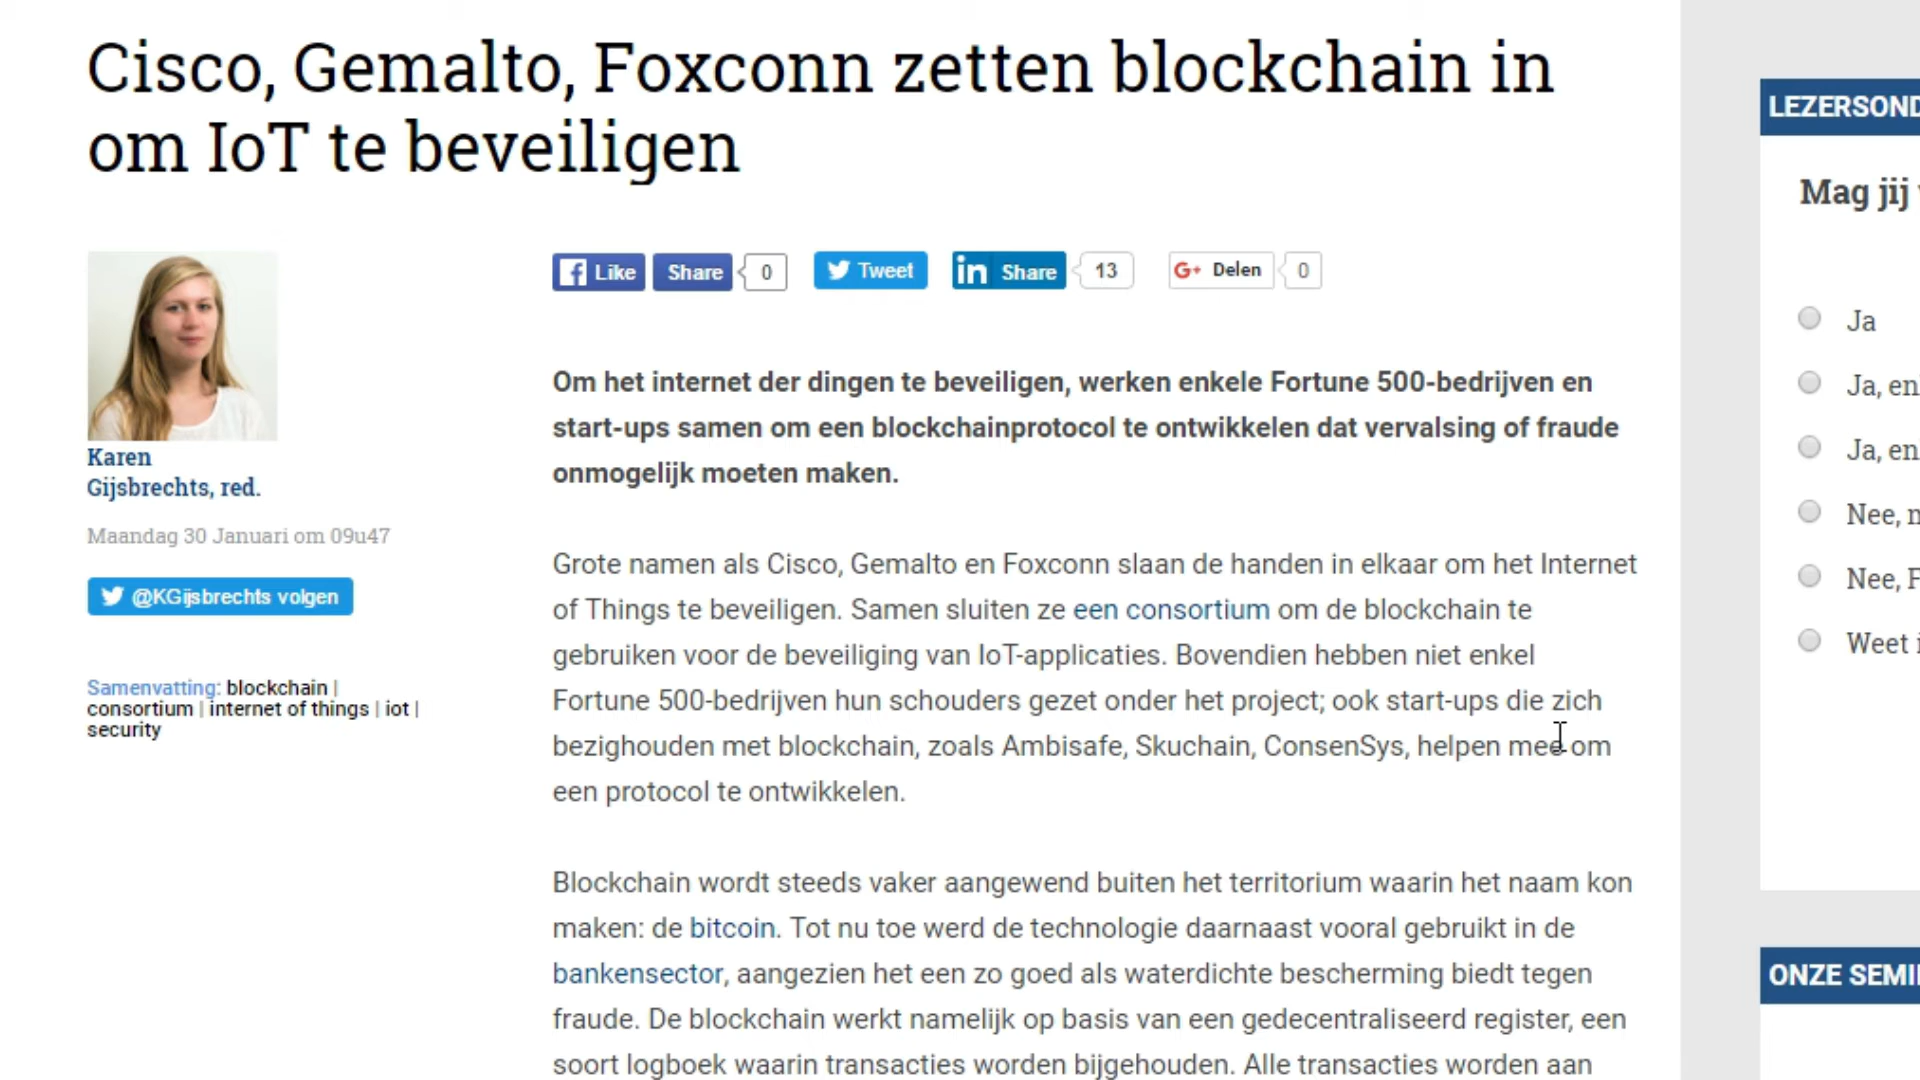 Cisco, Gemalto, Foxconn zetten blockchain in
om IoT te beveiligen
LEZERSOND
Mag jij
Ja
Ja, en
Ja, en
Nee,
Nee, F
Weet
ONZE SEMI
Like
Share
0
Tweet
Share
13
G+ Delen
0
Karen
Gijsbrechts, red.
Maandag 30 Januari om 09u47
@KGijsbrechts volgen
Samenvatting: blockchain |
consortium | internet of things | iot |
security
Om het internet der dingen te beveiligen, werken enkele Fortune 500-bedrijven en
start-ups samen om een blockchainprotocol te ontwikkelen dat vervalsing of fraude
onmogelijk moeten maken.
Grote namen als Cisco, Gemalto en Foxconn slaan de handen in elkaar om het Internet
of Things te beveiligen. Samen sluiten ze een consortium om de blockchain te
gebruiken voor de beveiliging van IoT-applicaties. Bovendien hebben niet enkel
Fortune 500-bedrijven hun schouders gezet onder het project; ook start-ups die zich
bezighouden met blockchain, zoals Ambisafe, Skuchain, ConsenSys, helpen mee om
een protocol te ontwikkelen.
Blockchain wordt steeds vaker aangewend buiten het territorium waarin het naam kon
maken: de bitcoin. Tot nu toe werd de technologie daarnaast vooral gebruikt in de
bankensector, aangezien het een zo goed als waterdichte bescherming biedt tegen
fraude. De blockchain werkt namelijk op basis van een gedecentraliseerd register, een
soort logboek waarin transacties worden bijgehouden. Alle transacties worden aan